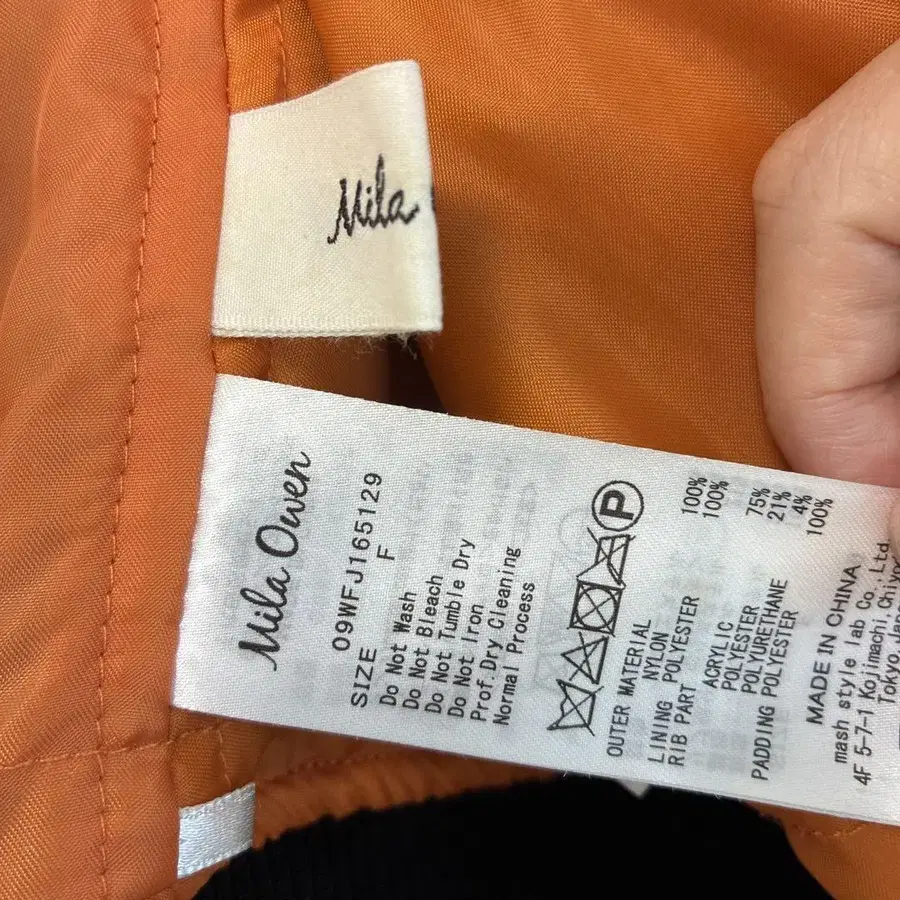 Mila
Mila Owen
09WFJ165129
SIZE F
Do Not Wash
Do Not Bleach
Do Not Tumble Dry
Do Not Iron
Prof.Dry Cleaning
Normal Process
P
OUTER MATERIAL
NYLON 100%
LINING POLYESTER 100%
RIB PART
ACRYLIC 75%
POLYESTER 21%
POLYURETHANE 4%
PADDING POLYESTER 100%
MADE IN CHINA
mash style lab Co.,Ltd.
4F 5-7-1 Kojimachi, Chiyo
Tokyo,